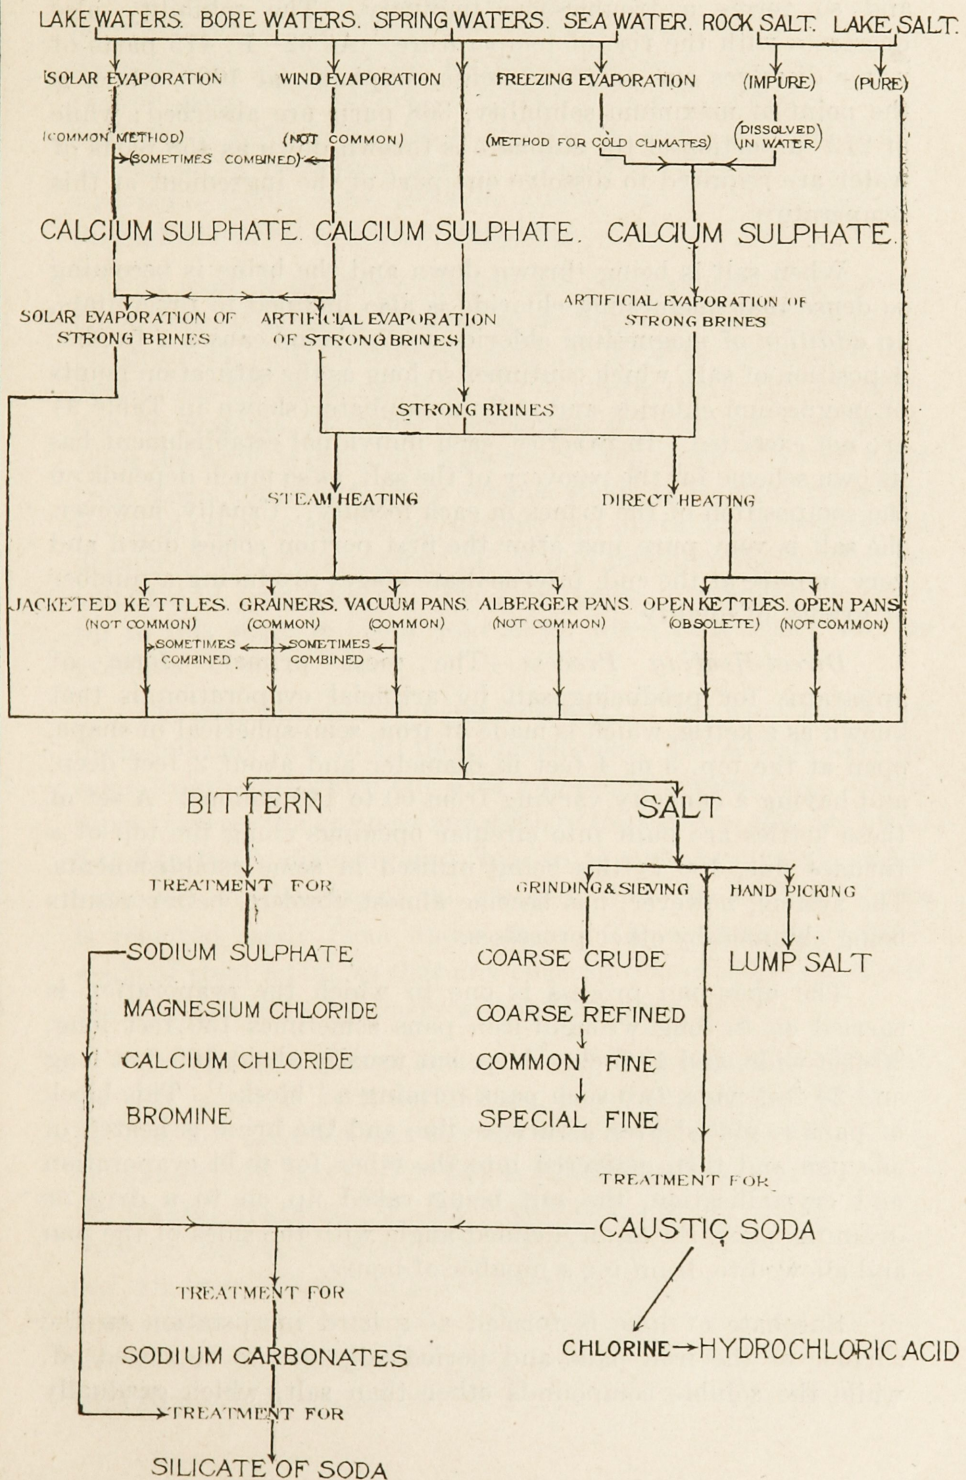 LAKE WATERS. BORE WATERS. SPRING WATERS. SEA WATER. ROCK SALT. LAKE SALT.
SOLAR EVAPORATION WIND EVAPORATION FREEZING EVAPORATION (IMPURE) (PURE)
(COMMON METHOD) (NOT COMMON) (METHOD FOR COLD CLIMATES) (DISSOLVED
IN WATER)
(SOMETIMES COMBINED)
CALCIUM SULPHATE. CALCIUM SULPHATE. CALCIUM SULPHATE.
SOLAR EVAPORATION OF
STRONG BRINES
ARTIFICIAL EVAPORATION
OF STRONG BRINES
ARTIFICIAL EVAPORATION OF
STRONG BRINES
STRONG BRINES
STEAM HEATING DIRECT HEATING
JACKETED KETTLES. GRAINERS. VACUUM PANS. ALBERGER PANS. OPEN KETTLES. OPEN PANS.
(NOT COMMON) (COMMON) (COMMON) (NOT COMMON) (OBSOLETE) (NOT COMMON)
SOMETIMES
COMBINED
SOMETIMES
COMBINED
BITTERN SALT
TREATMENT FOR GRINDING & SIEVING HAND PICKING
SODIUM SULPHATE COARSE CRUDE LUMP SALT
MAGNESIUM CHLORIDE COARSE REFINED
CALCIUM CHLORIDE COMMON FINE
BROMINE SPECIAL FINE
TREATMENT FOR
CAUSTIC SODA
TREATMENT FOR
SODIUM CARBONATES CHLORINE HYDROCHLORIC ACID
TREATMENT FOR
SILICATE OF SODA